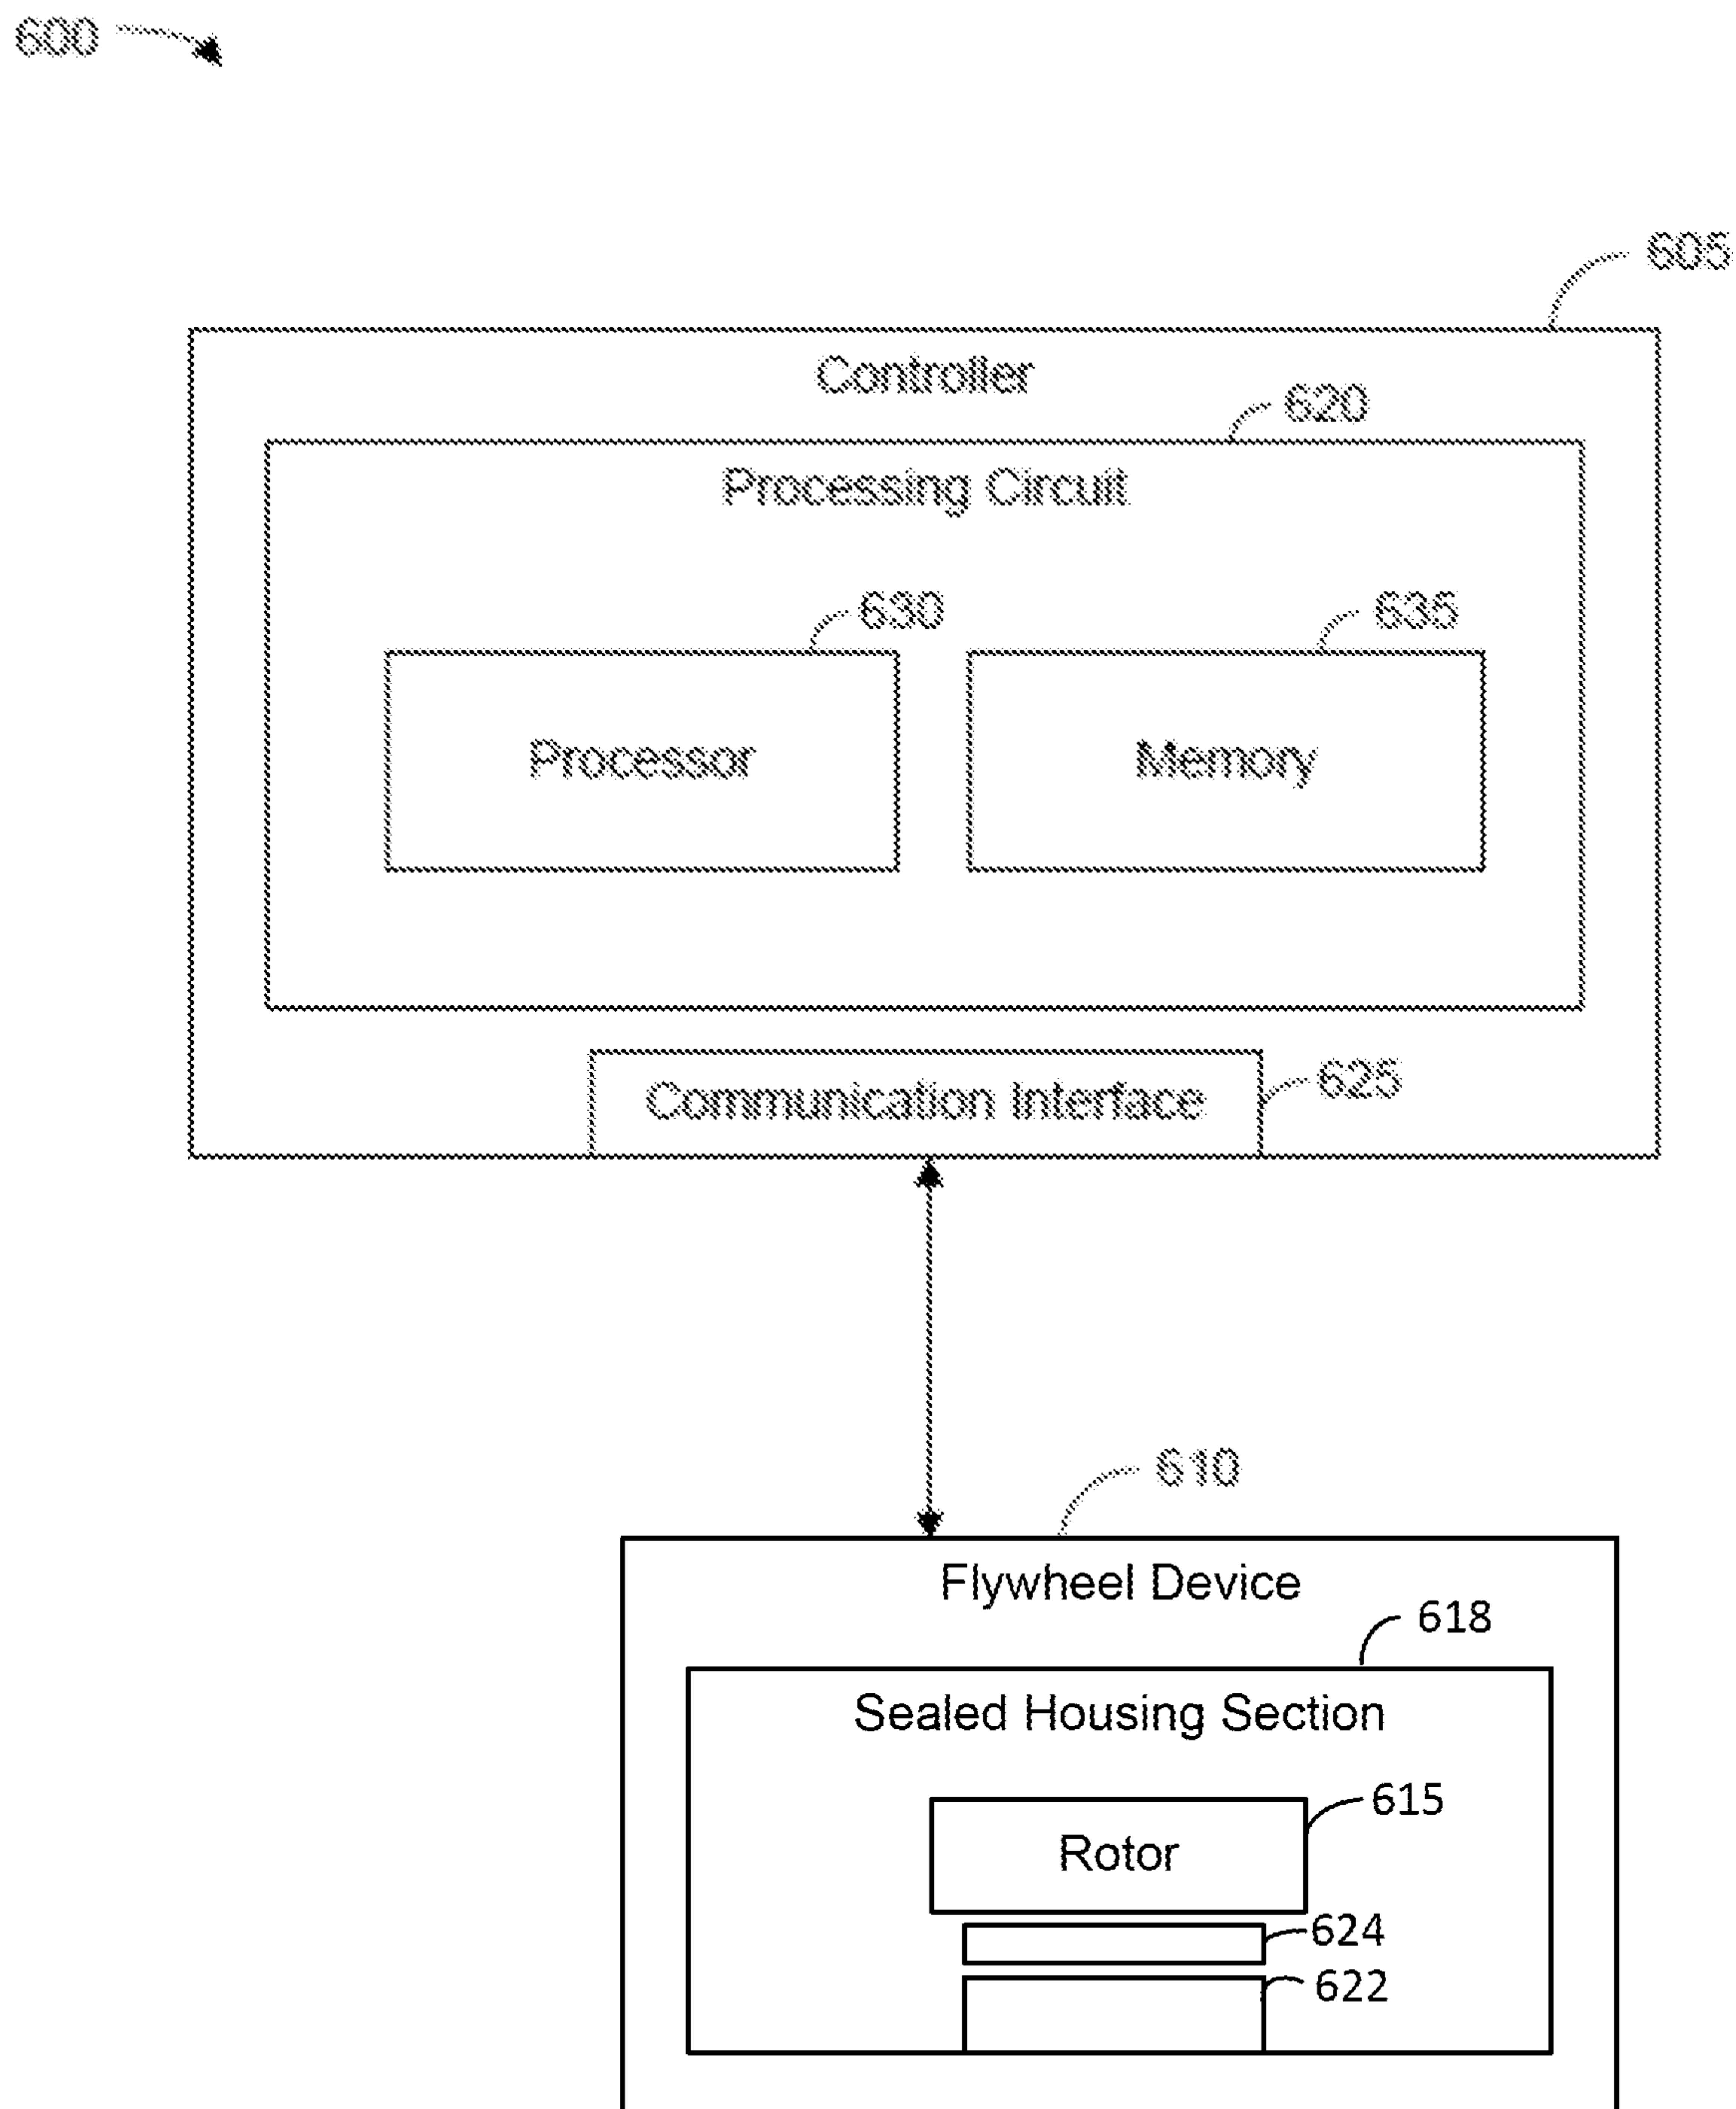 600
605
Controller
620
Processing Circuit
630
635
Processor
Memory
Communication Interface
625
610
Flywheel Device
618
Sealed Housing Section
615
Rotor
624
622